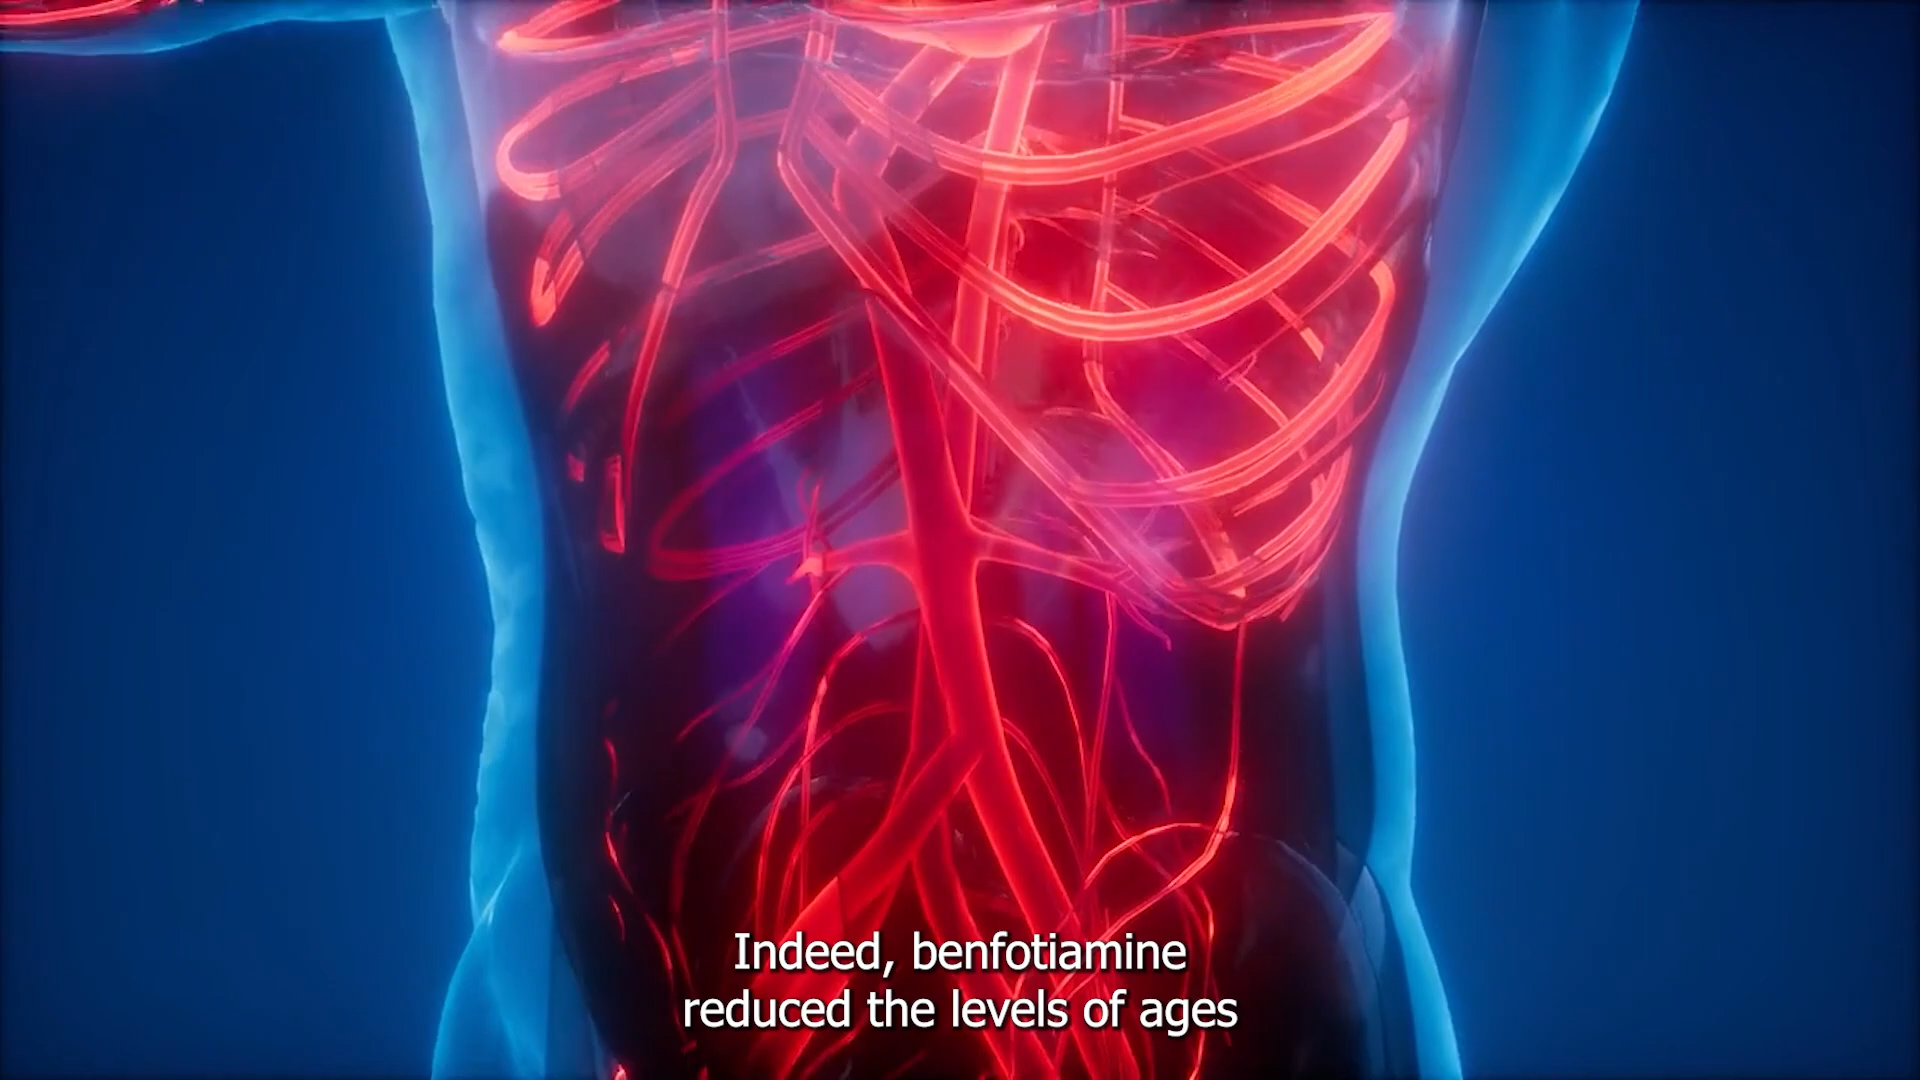 Indeed, benfotiamine
reduced the levels of ages